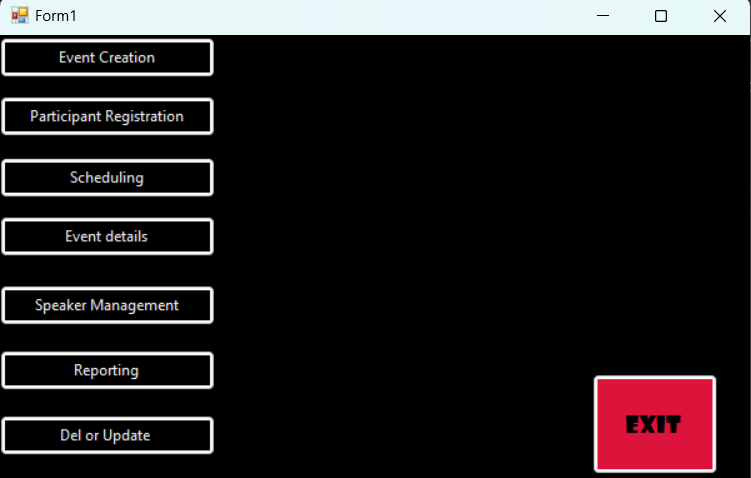 Form1
Event Creation
Participant Registration
Scheduling
Event details
Speaker Management
Reporting
Del or Update
EXIT